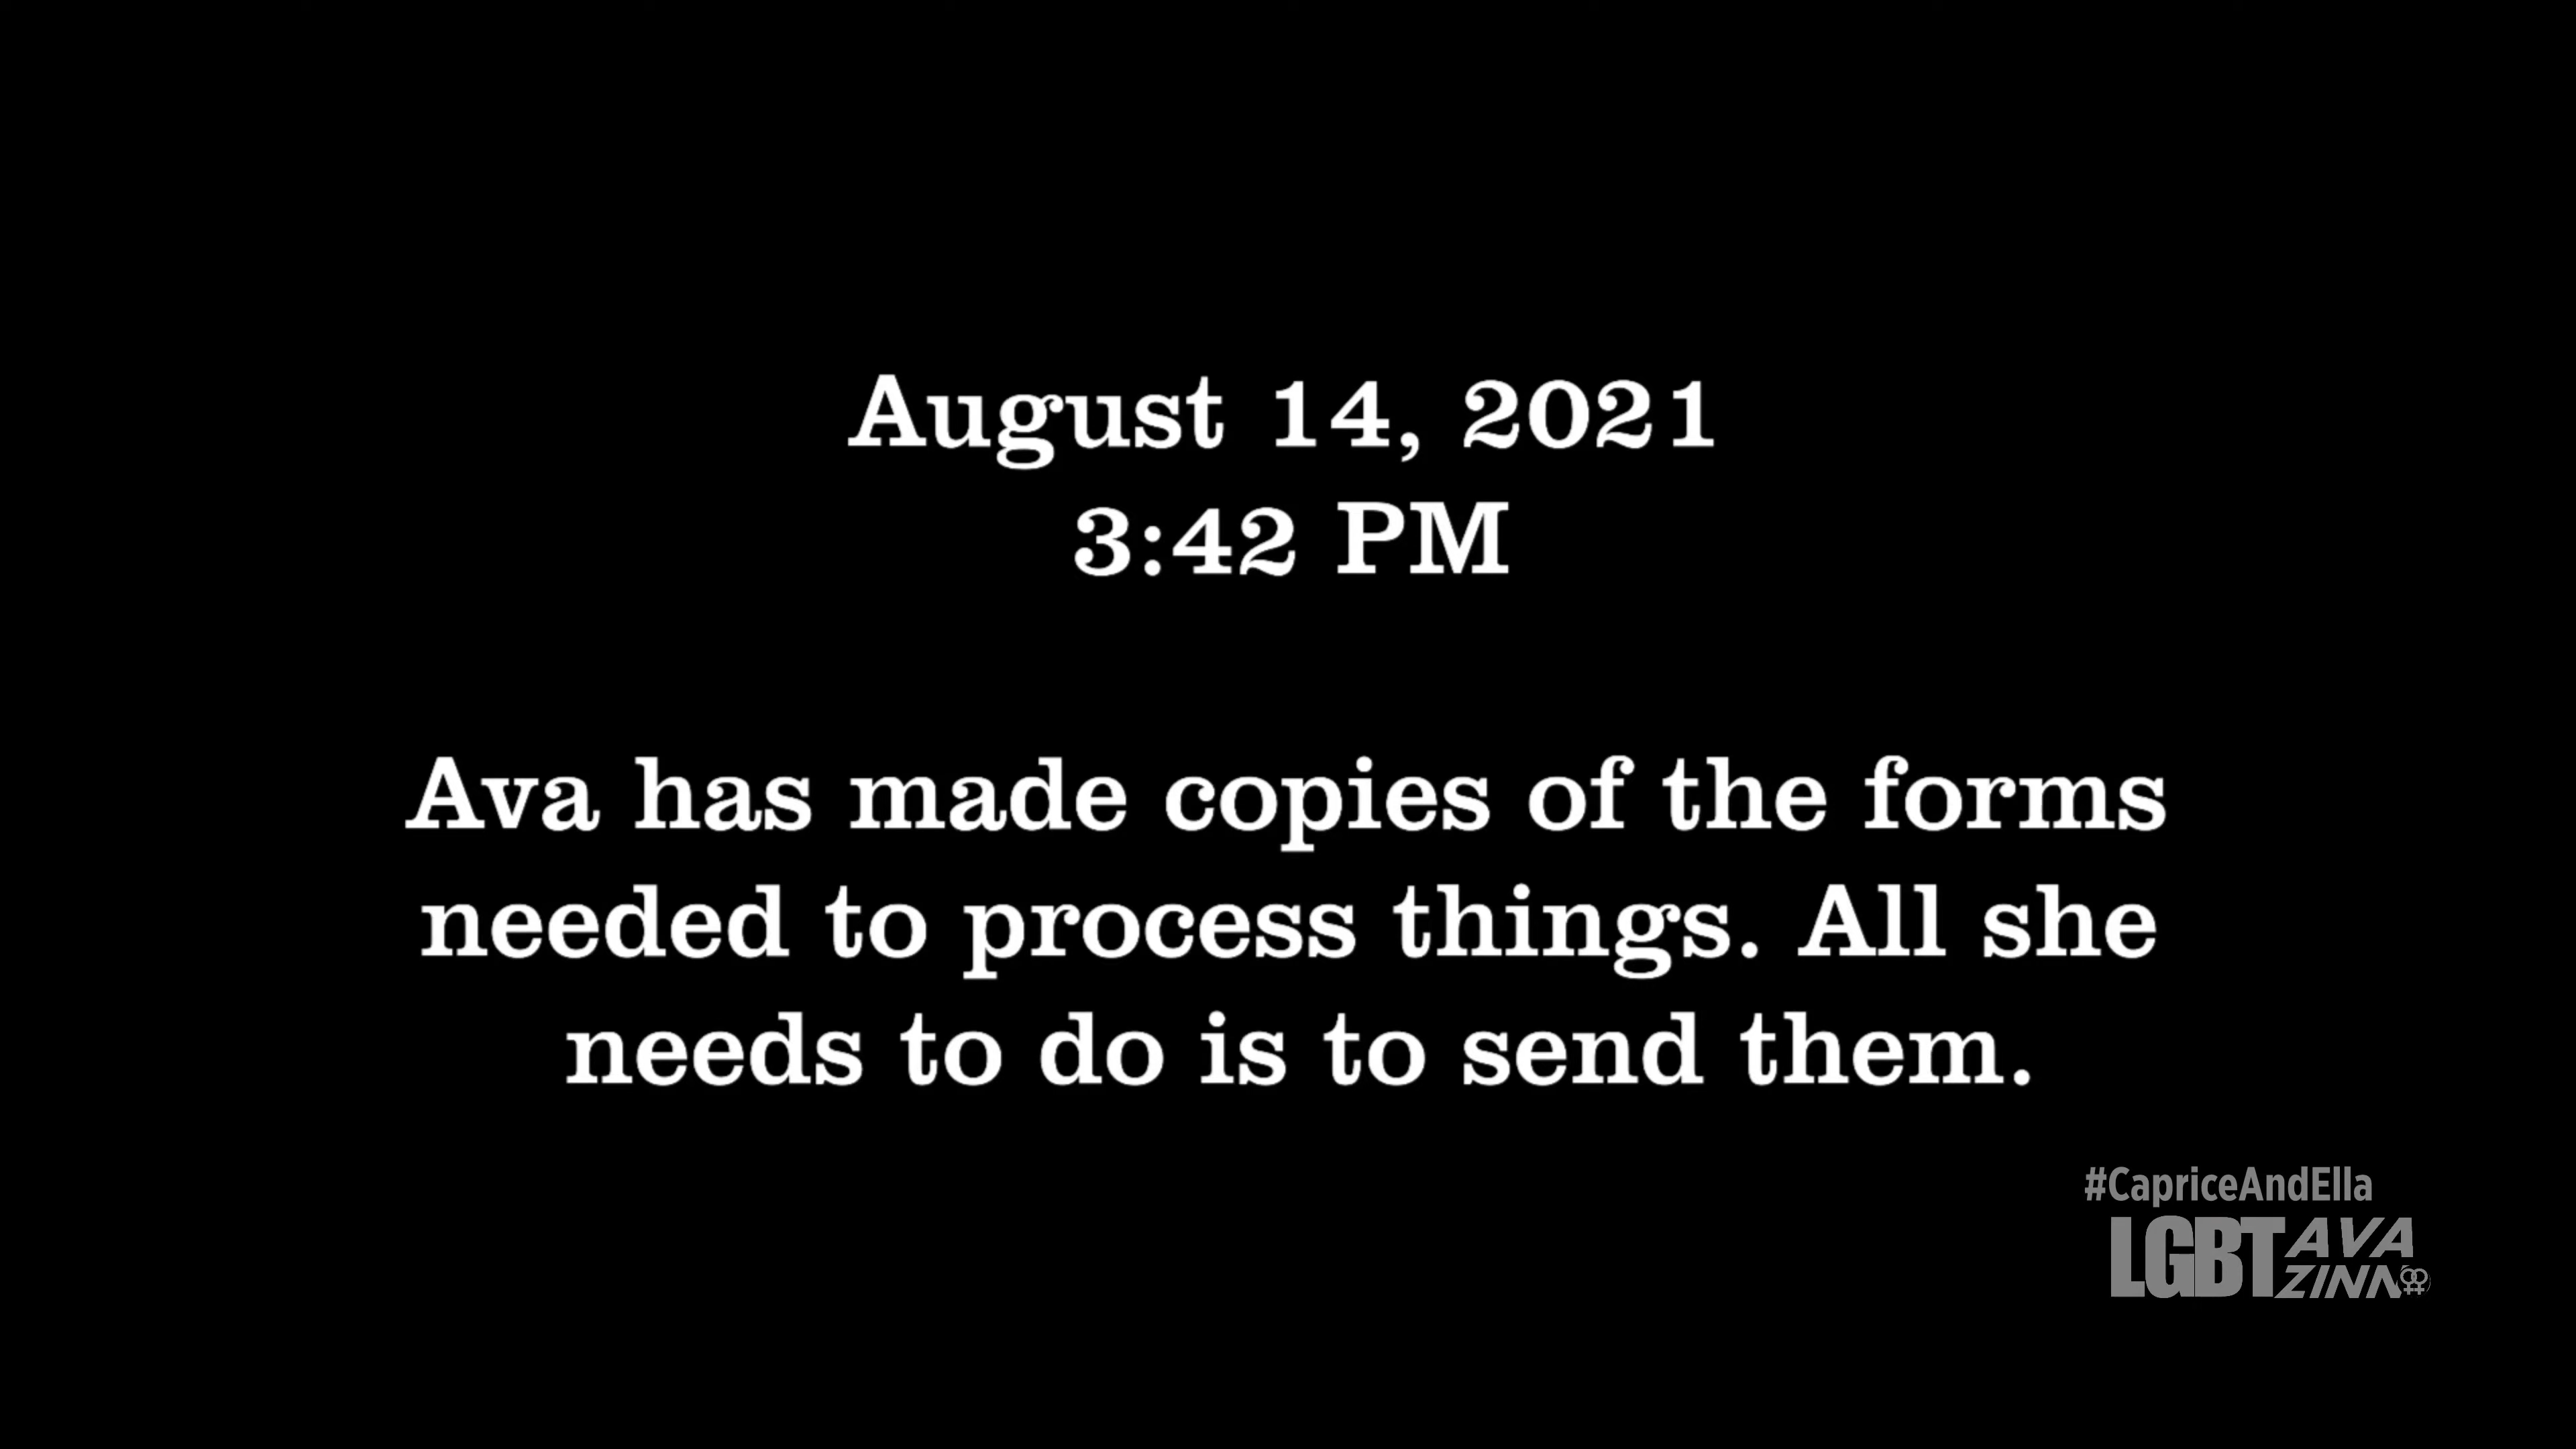 August 14, 2021
3:42 PM
Ava has made copies of the forms
needed to process things. All she
needs to do is to send them.
#CapriceAndElla
LGBT AVA
ZINN